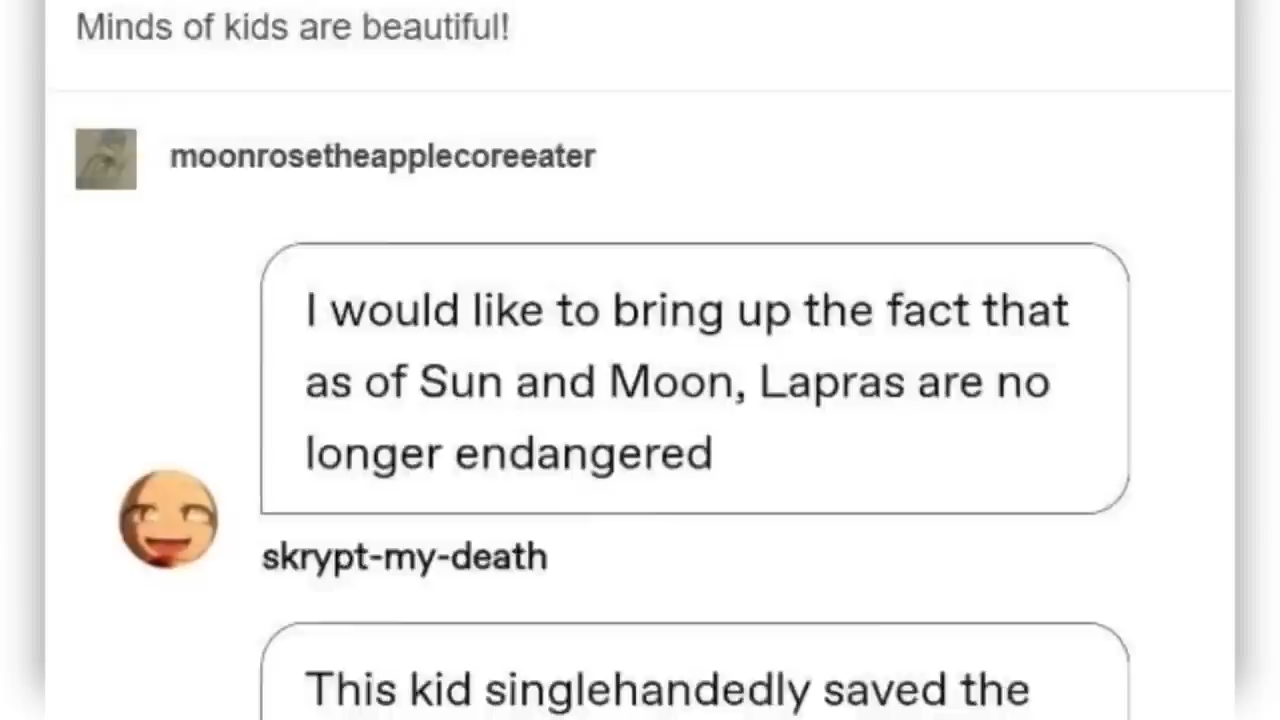 Minds of kids are beautiful!
moonrosetheapplecoreeater
I would like to bring up the fact that
as of Sun and Moon, Lapras are no
longer endangered
skrypt-my-death
This kid singlehandedly saved the